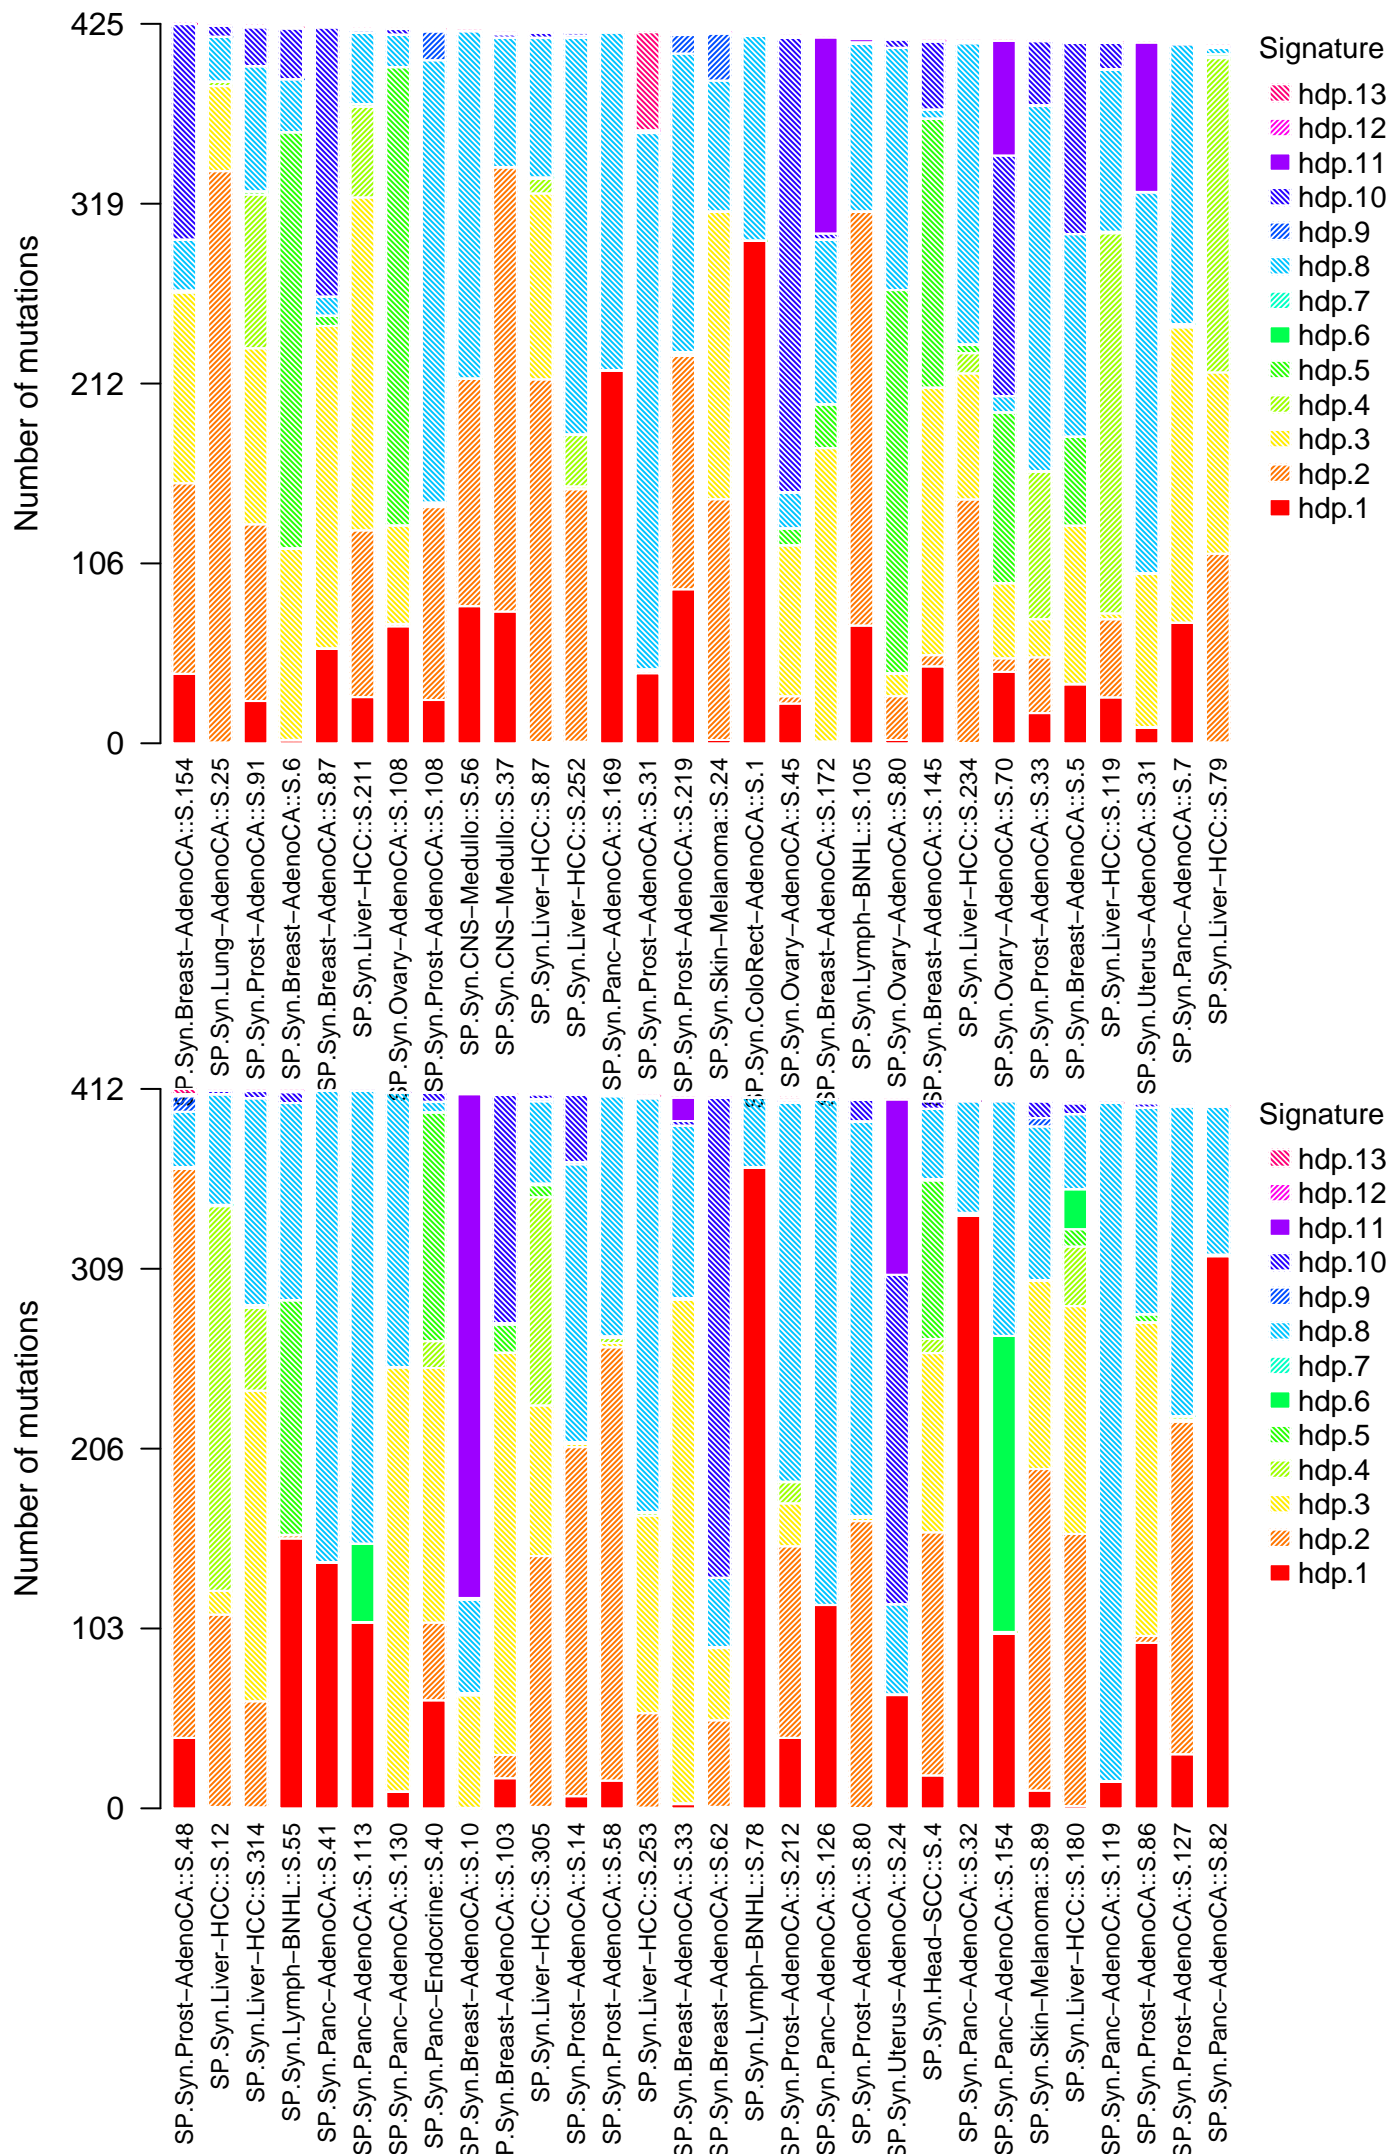 Number of mutations
425
319
212
106
0
Signature
hdp.13
hdp.12
hdp.11
hdp.10
hdp.9
hdp.8
hdp.7
hdp.6
hdp.5
hdp.4
hdp.3
hdp.2
hdp.1
SP.Syn.Breast−AdenoCA::S.154
SP.Syn.Lung−AdenoCA::S.25
SP.Syn.Prost−AdenoCA::S.91
SP.Syn.Breast−AdenoCA::S.6
SP.Syn.Breast−AdenoCA::S.87
SP.Syn.Liver−HCC::S.211
SP.Syn.Ovary−AdenoCA::S.108
SP.Syn.Prost−AdenoCA::S.108
SP.Syn.CNS−Medullo::S.56
SP.Syn.CNS−Medullo::S.37
SP.Syn.Liver−HCC::S.87
SP.Syn.Liver−HCC::S.252
SP.Syn.Panc−AdenoCA::S.169
SP.Syn.Prost−AdenoCA::S.31
SP.Syn.Prost−AdenoCA::S.219
SP.Syn.Skin−Melanoma::S.24
SP.Syn.ColoRect−AdenoCA::S.1
SP.Syn.Ovary−AdenoCA::S.45
SP.Syn.Breast−AdenoCA::S.172
SP.Syn.Lymph−BNHL::S.105
SP.Syn.Ovary−AdenoCA::S.80
SP.Syn.Breast−AdenoCA::S.145
SP.Syn.Liver−HCC::S.234
SP.Syn.Ovary−AdenoCA::S.70
SP.Syn.Prost−AdenoCA::S.33
SP.Syn.Breast−AdenoCA::S.5
SP.Syn.Liver−HCC::S.119
SP.Syn.Uterus−AdenoCA::S.31
SP.Syn.Panc−AdenoCA::S.7
SP.Syn.Liver−HCC::S.79
Number of mutations
412
309
206
103
0
Signature
hdp.13
hdp.12
hdp.11
hdp.10
hdp.9
hdp.8
hdp.7
hdp.6
hdp.5
hdp.4
hdp.3
hdp.2
hdp.1
SP.Syn.Prost−AdenoCA::S.48
SP.Syn.Liver−HCC::S.12
SP.Syn.Liver−HCC::S.314
SP.Syn.Lymph−BNHL::S.55
SP.Syn.Panc−AdenoCA::S.41
SP.Syn.Panc−AdenoCA::S.113
SP.Syn.Panc−AdenoCA::S.130
SP.Syn.Panc−Endocrine::S.40
SP.Syn.Breast−AdenoCA::S.10
SP.Syn.Breast−AdenoCA::S.103
SP.Syn.Liver−HCC::S.305
SP.Syn.Prost−AdenoCA::S.14
SP.Syn.Prost−AdenoCA::S.58
SP.Syn.Liver−HCC::S.253
SP.Syn.Breast−AdenoCA::S.33
SP.Syn.Breast−AdenoCA::S.62
SP.Syn.Lymph−BNHL::S.78
SP.Syn.Prost−AdenoCA::S.212
SP.Syn.Panc−AdenoCA::S.126
SP.Syn.Prost−AdenoCA::S.80
SP.Syn.Uterus−AdenoCA::S.24
SP.Syn.Head−SCC::S.4
SP.Syn.Panc−AdenoCA::S.32
SP.Syn.Panc−AdenoCA::S.154
SP.Syn.Skin−Melanoma::S.89
SP.Syn.Liver−HCC::S.180
SP.Syn.Panc−AdenoCA::S.119
SP.Syn.Prost−AdenoCA::S.86
SP.Syn.Prost−AdenoCA::S.127
SP.Syn.Panc−AdenoCA::S.82